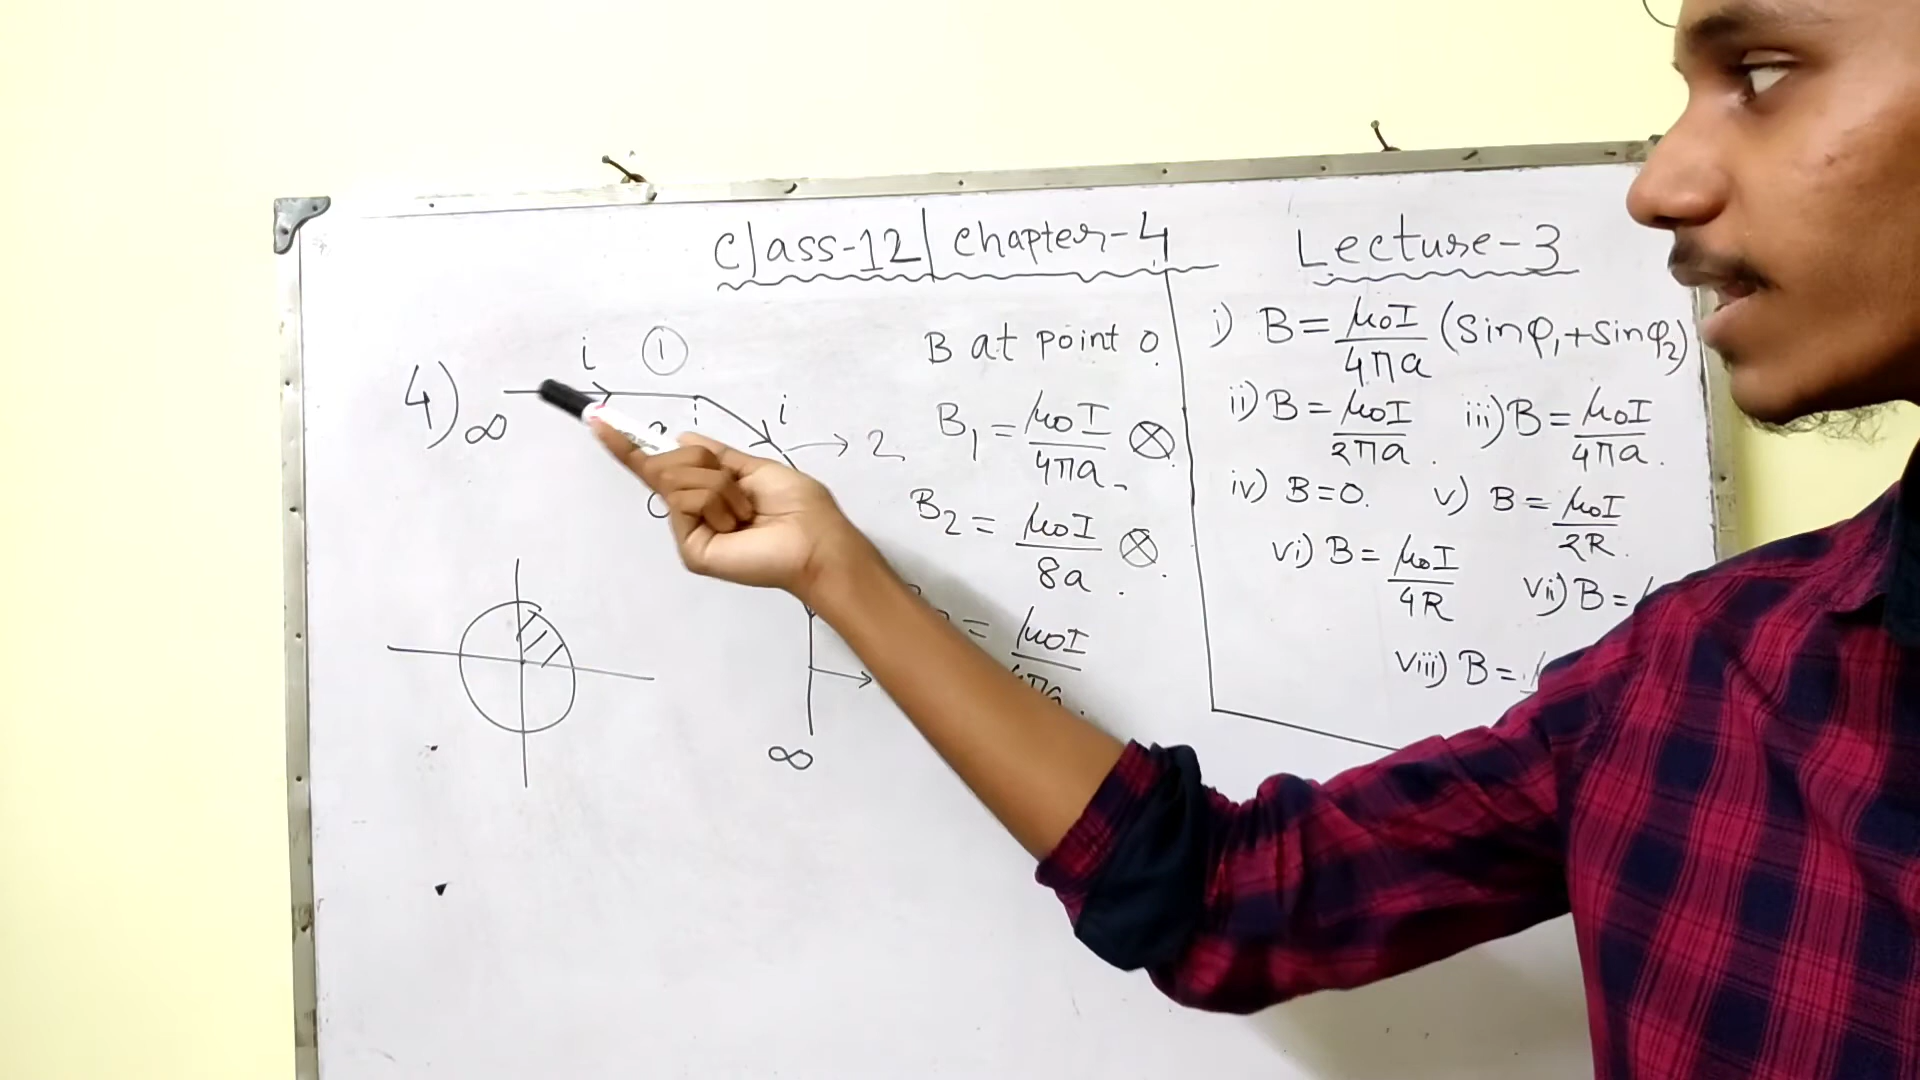 Class-12 | Chapter-4
Lecture-3
4)
∞
i
①
i
2
∞
B at point O
B₁ = μ₀I / 4πa ⊗
B₂ = μ₀I / 8a ⊗
= μ₀I
i) B = μ₀I / 4πa (Sinφ₁ + Sinφ₂)
ii) B = μ₀I / 2πa
iii) B = μ₀I / 4πa
iv) B = 0.
v) B = μ₀I / 2R
vi) B = μ₀I / 4R
vii) B =
viii) B =